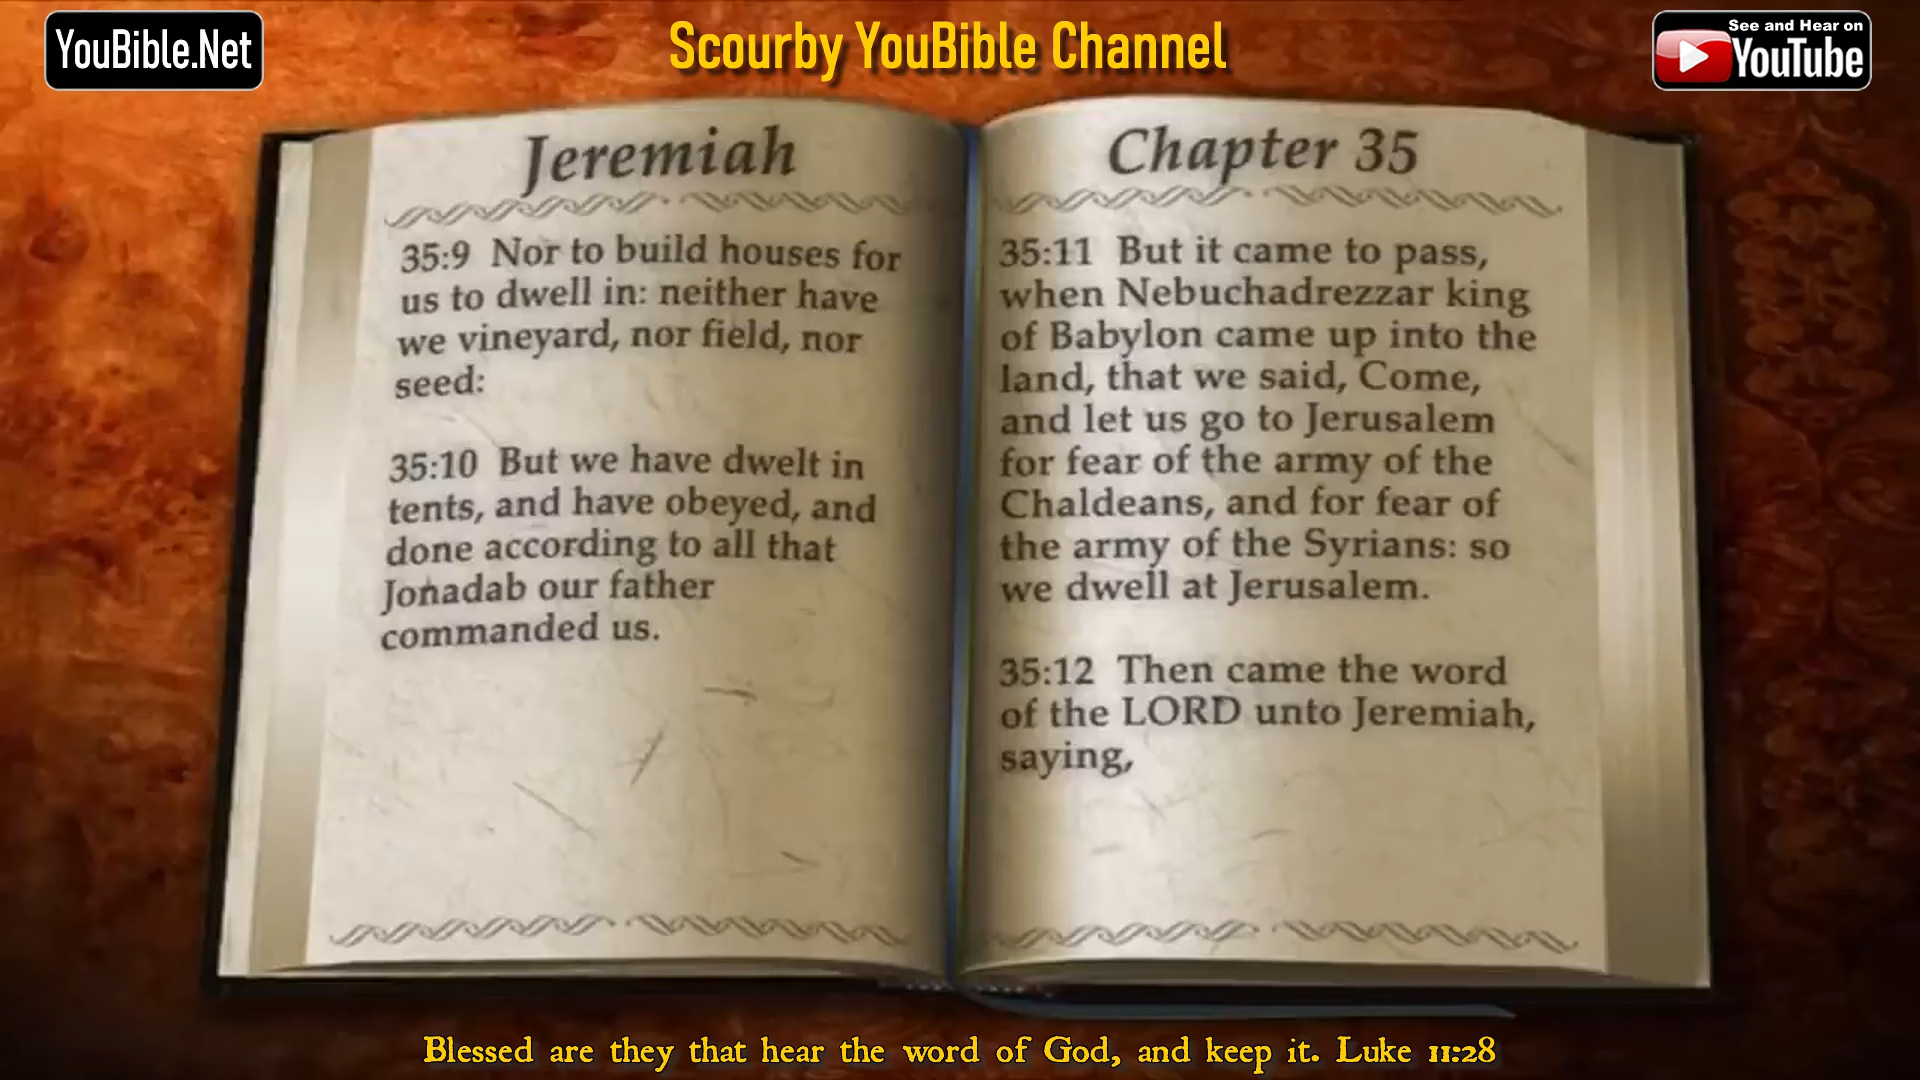 YouBible.Net
Scourby YouBible Channel
See and Hear on
YouTube
Jeremiah
35:9 Nor to build houses for
us to dwell in: neither have
we vineyard, nor field, nor
seed:
35:10 But we have dwelt in
tents, and have obeyed, and
done according to all that
Jonadab our father
commanded us.
Chapter 35
35:11 But it came to pass,
when Nebuchadrezzar king
of Babylon came up into the
land, that we said, Come,
and let us go to Jerusalem
for fear of the army of the
Chaldeans, and for fear of
the army of the Syrians: so
we dwell at Jerusalem.
35:12 Then came the word
of the LORD unto Jeremiah,
saying,
Blessed are they that hear the word of God, and keep it. Luke 11:28